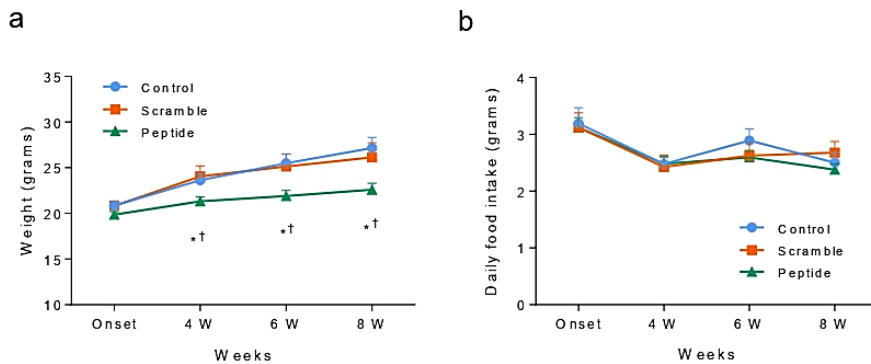 a
35
30
25
20
15
10
Weight (grams)
Control
Scramble
Peptide
*†
*†
*†
Onset
4 W
6 W
8 W
Weeks
b
4
3
2
1
0
Daily food intake (grams)
Control
Scramble
Peptide
Onset
4 W
6 W
8 W
Weeks